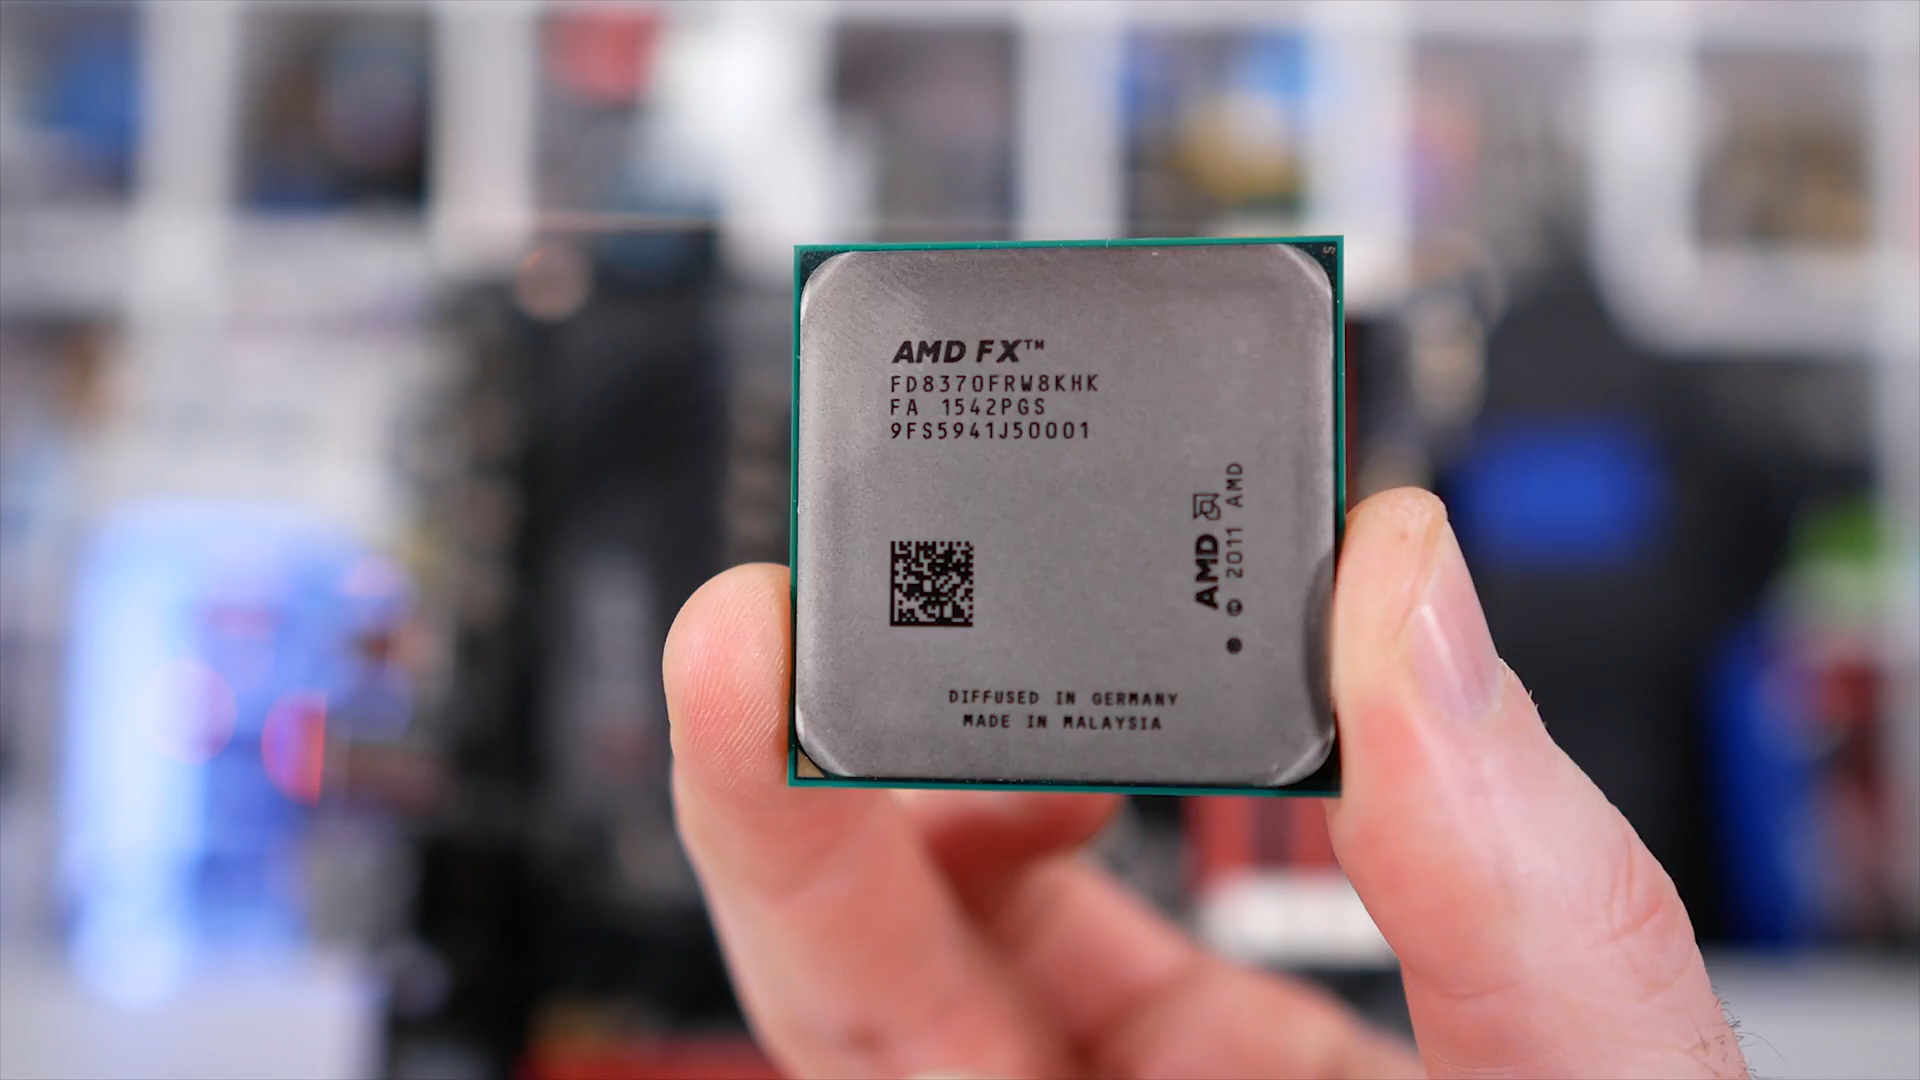 AMD FX™
FD8370FRW8KHK
FA 1542PGS
9FS5941J50001
AMD
© 2011 AMD
DIFFUSED IN GERMANY
MADE IN MALAYSIA